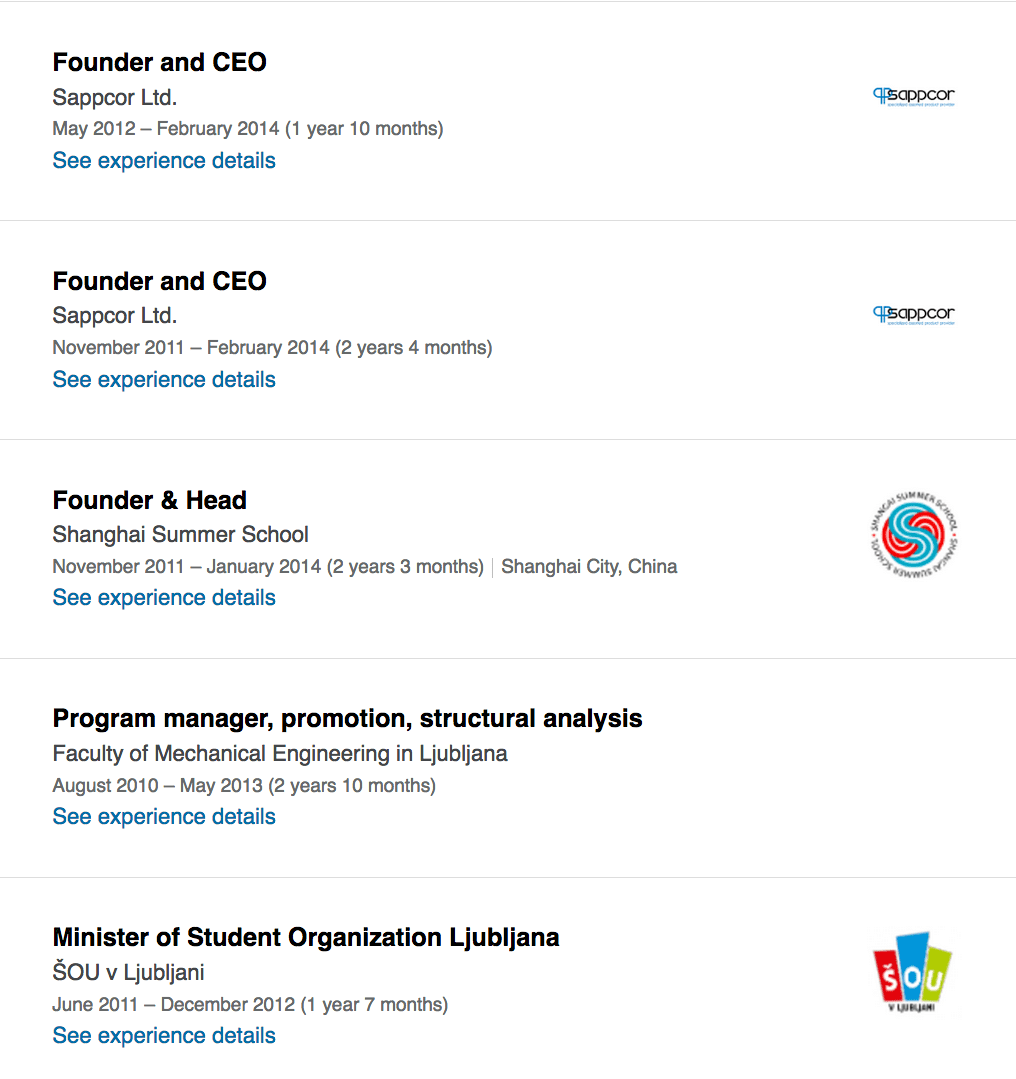 Founder and CEO
Sappcor Ltd.
sappcor
May 2012 – February 2014 (1 year 10 months)
See experience details
Founder and CEO
Sappcor Ltd.
sappcor
November 2011 – February 2014 (2 years 4 months)
See experience details
Founder & Head
Shanghai Summer School
November 2011 – January 2014 (2 years 3 months) | Shanghai City, China
See experience details
SHANGAI SUMMER SCHOOL • SHANGAI SUMMER SCHOOL •
Program manager, promotion, structural analysis
Faculty of Mechanical Engineering in Ljubljana
August 2010 – May 2013 (2 years 10 months)
See experience details
Minister of Student Organization Ljubljana
ŠOU v Ljubljani
June 2011 – December 2012 (1 year 7 months)
See experience details
ŠOU
V LJUBLJANI